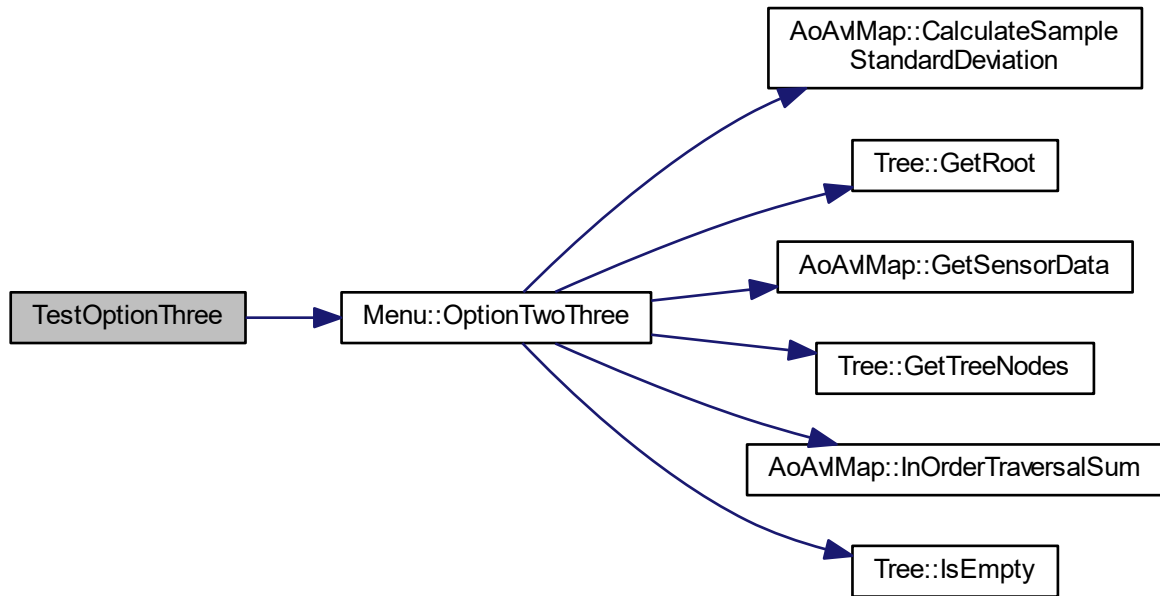 AoAvlMap::CalculateSample
StandardDeviation
Tree::GetRoot
AoAvlMap::GetSensorData
TestOptionThree
Menu::OptionTwoThree
Tree::GetTreeNodes
AoAvlMap::InOrderTraversalSum
Tree::IsEmpty